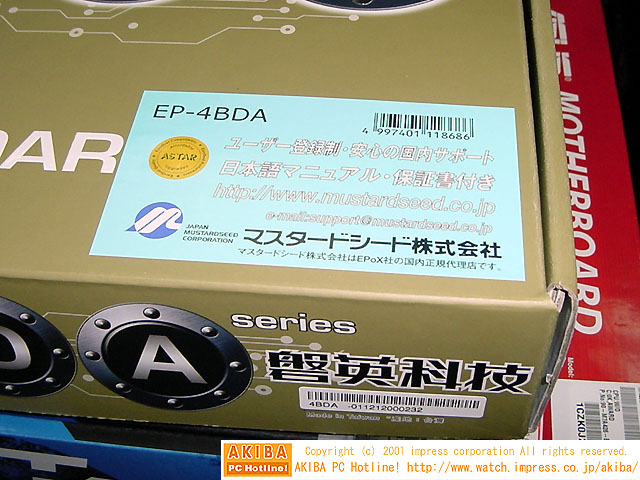 EP-4BDA
4 997401 118686
ASTAR
ユーザー登録制・安心の国内サポート
日本語マニュアル・保証書付き
http://www.mustardseed.co.jp
e-mail:support@mustardseed.co.jp
JAPAN
MUSTARDSEED
CORPORATION
マスタードシード株式会社
マスタードシード株式会社はEPoX社の国内正規代理店です。
series
D A
磐英科技
4BDA -011212000232
Made in Taiwan
MOTHERBOARD
Model:
AKIBA
PC Hotline!
Copyright (c) 2001 impress corporation All rights
AKIBA PC Hotline! http://www.watch.impress.co.jp/akiba/